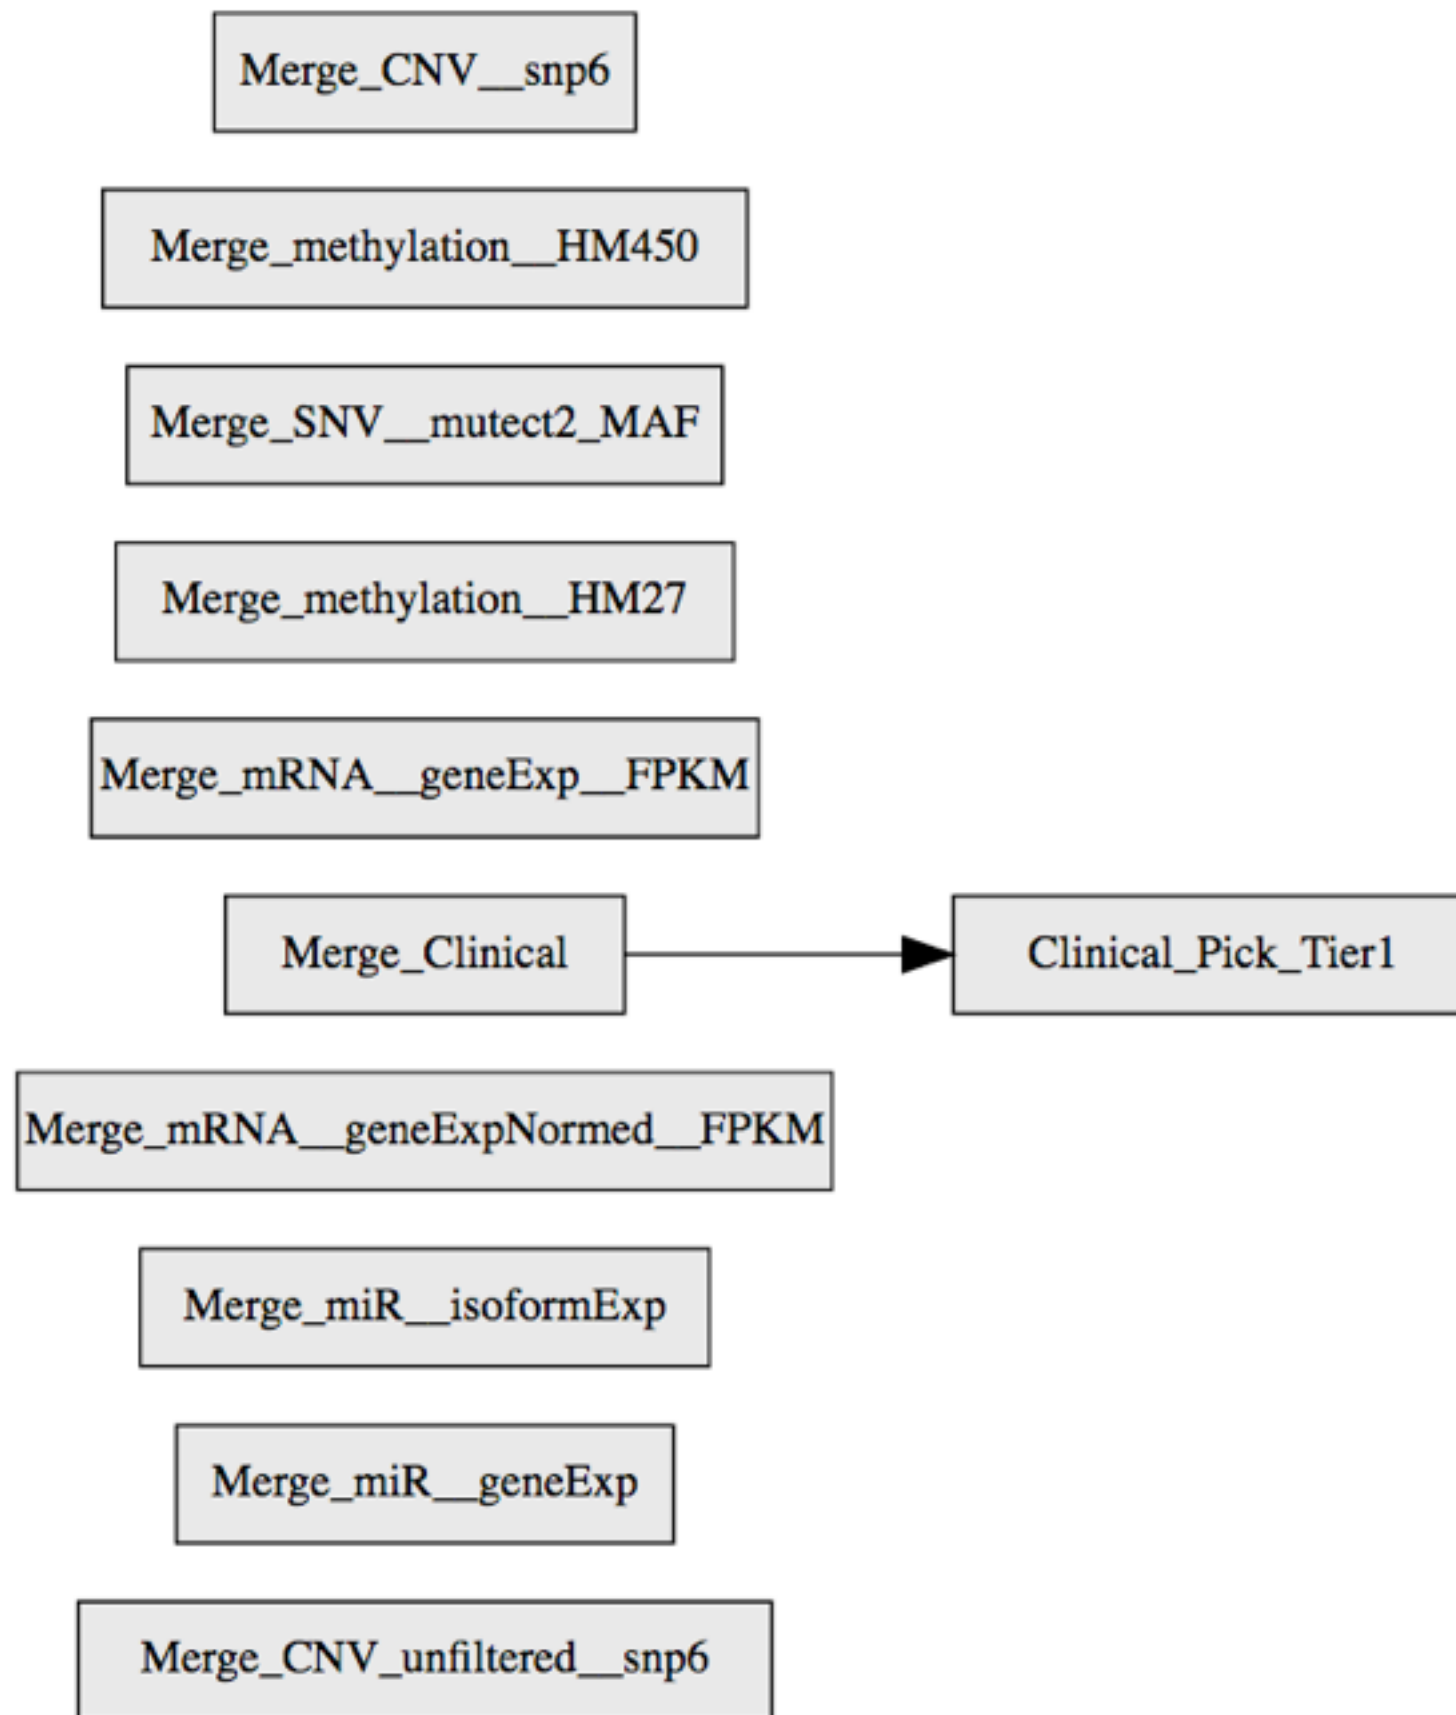 Merge_CNV__snp6
Merge_methylation__HM450
Merge_SNV__mutect2_MAF
Merge_methylation__HM27
Merge_mRNA__geneExp__FPKM
Merge_Clinical
Clinical_Pick_Tier1
Merge_mRNA__geneExpNormed__FPKM
Merge_miR__isoformExp
Merge_miR__geneExp
Merge_CNV_unfiltered__snp6